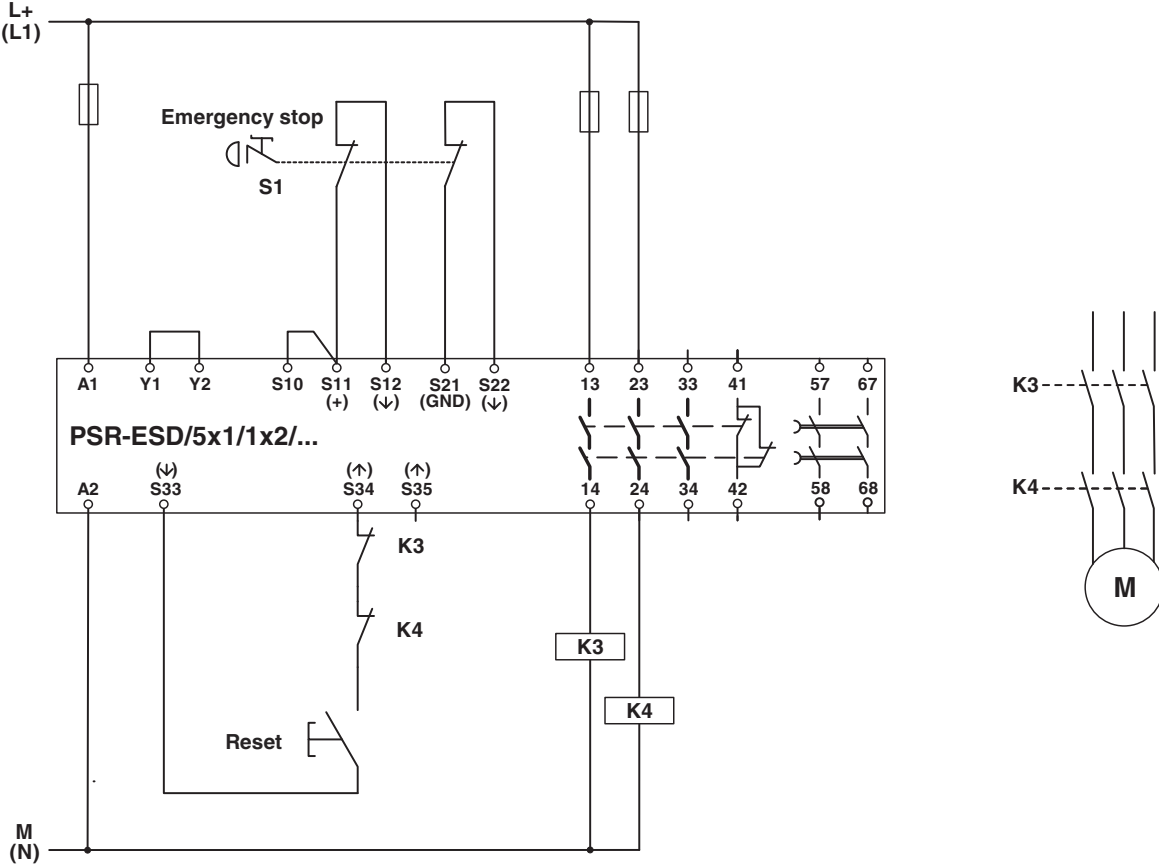 L+
(L1)
Emergency stop
S1
A1 Y1 Y2 S10 S11 S12 S21 S22 13 23 33 41 57 67
(+) (↓) (GND) (↓)
PSR-ESD/5x1/1x2/...
(↓) (↑) (↑)
A2 S33 S34 S35 14 24 34 42 58 68
K3
K4
Reset
K3
K4
M
(N)
K3
K4
M